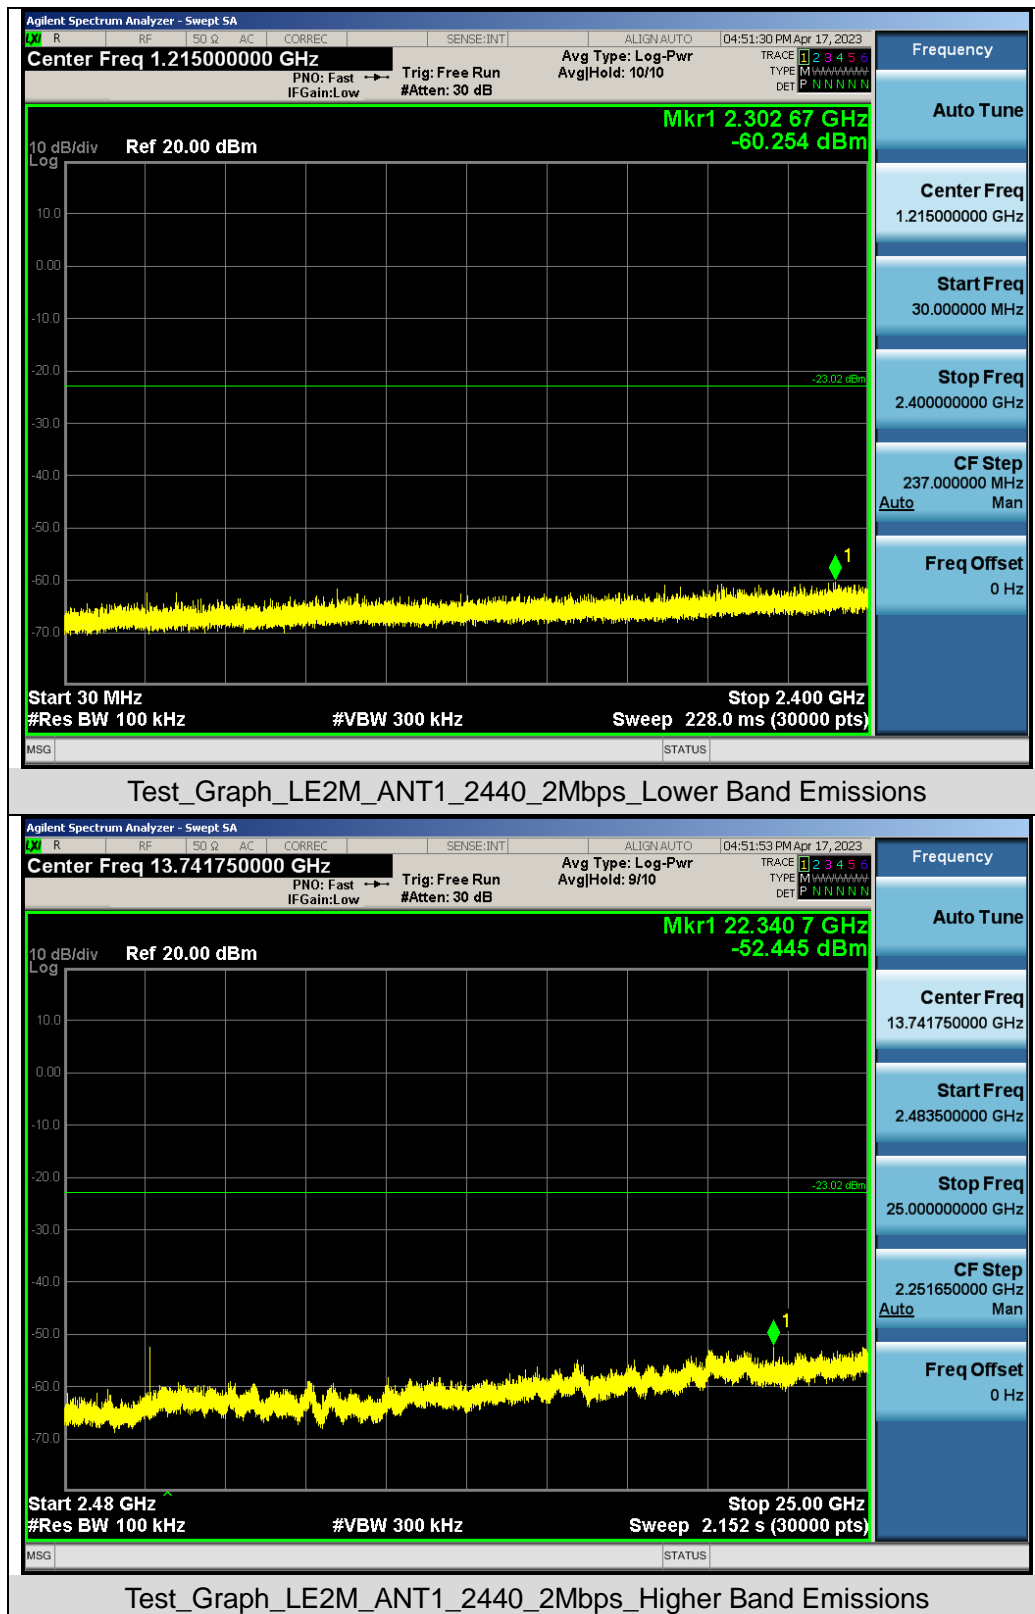 Agilent Spectrum Analyzer - Swept SA
LXI R RF 50 Ω AC CORREC SENSE:INT ALIGN AUTO 04:51:30 PM Apr 17, 2023
Center Freq 1.215000000 GHz
PNO: Fast
IFGain:Low
Trig: Free Run
#Atten: 30 dB
Avg Type: Log-Pwr
Avg|Hold: 10/10
TRACE 1 2 3 4 5 6
TYPE M WWWWW
DET P N N N N N
Frequency
Auto Tune
Center Freq
1.215000000 GHz
Start Freq
30.000000 MHz
Stop Freq
2.400000000 GHz
CF Step
237.000000 MHz
Auto Man
Freq Offset
0 Hz
Mkr1 2.302 67 GHz
-60.254 dBm
10 dB/div Ref 20.00 dBm
Log
10.0
0.00
-10.0
-20.0
-23.02 dBm
-30.0
-40.0
-50.0
1
-60.0
-70.0
Start 30 MHz Stop 2.400 GHz
#Res BW 100 kHz #VBW 300 kHz Sweep 228.0 ms (30000 pts)
MSG STATUS
Test_Graph_LE2M_ANT1_2440_2Mbps_Lower Band Emissions
Agilent Spectrum Analyzer - Swept SA
LXI R RF 50 Ω AC CORREC SENSE:INT ALIGN AUTO 04:51:53 PM Apr 17, 2023
Center Freq 13.741750000 GHz
PNO: Fast
IFGain:Low
Trig: Free Run
#Atten: 30 dB
Avg Type: Log-Pwr
Avg|Hold: 9/10
TRACE 1 2 3 4 5 6
TYPE M WWWWW
DET P N N N N N
Frequency
Auto Tune
Center Freq
13.741750000 GHz
Start Freq
2.483500000 GHz
Stop Freq
25.000000000 GHz
CF Step
2.251650000 GHz
Auto Man
Freq Offset
0 Hz
Mkr1 22.340 7 GHz
-52.445 dBm
10 dB/div Ref 20.00 dBm
Log
10.0
0.00
-10.0
-20.0
-23.02 dBm
-30.0
-40.0
-50.0
1
-60.0
-70.0
Start 2.48 GHz Stop 25.00 GHz
#Res BW 100 kHz #VBW 300 kHz Sweep 2.152 s (30000 pts)
MSG STATUS
Test_Graph_LE2M_ANT1_2440_2Mbps_Higher Band Emissions